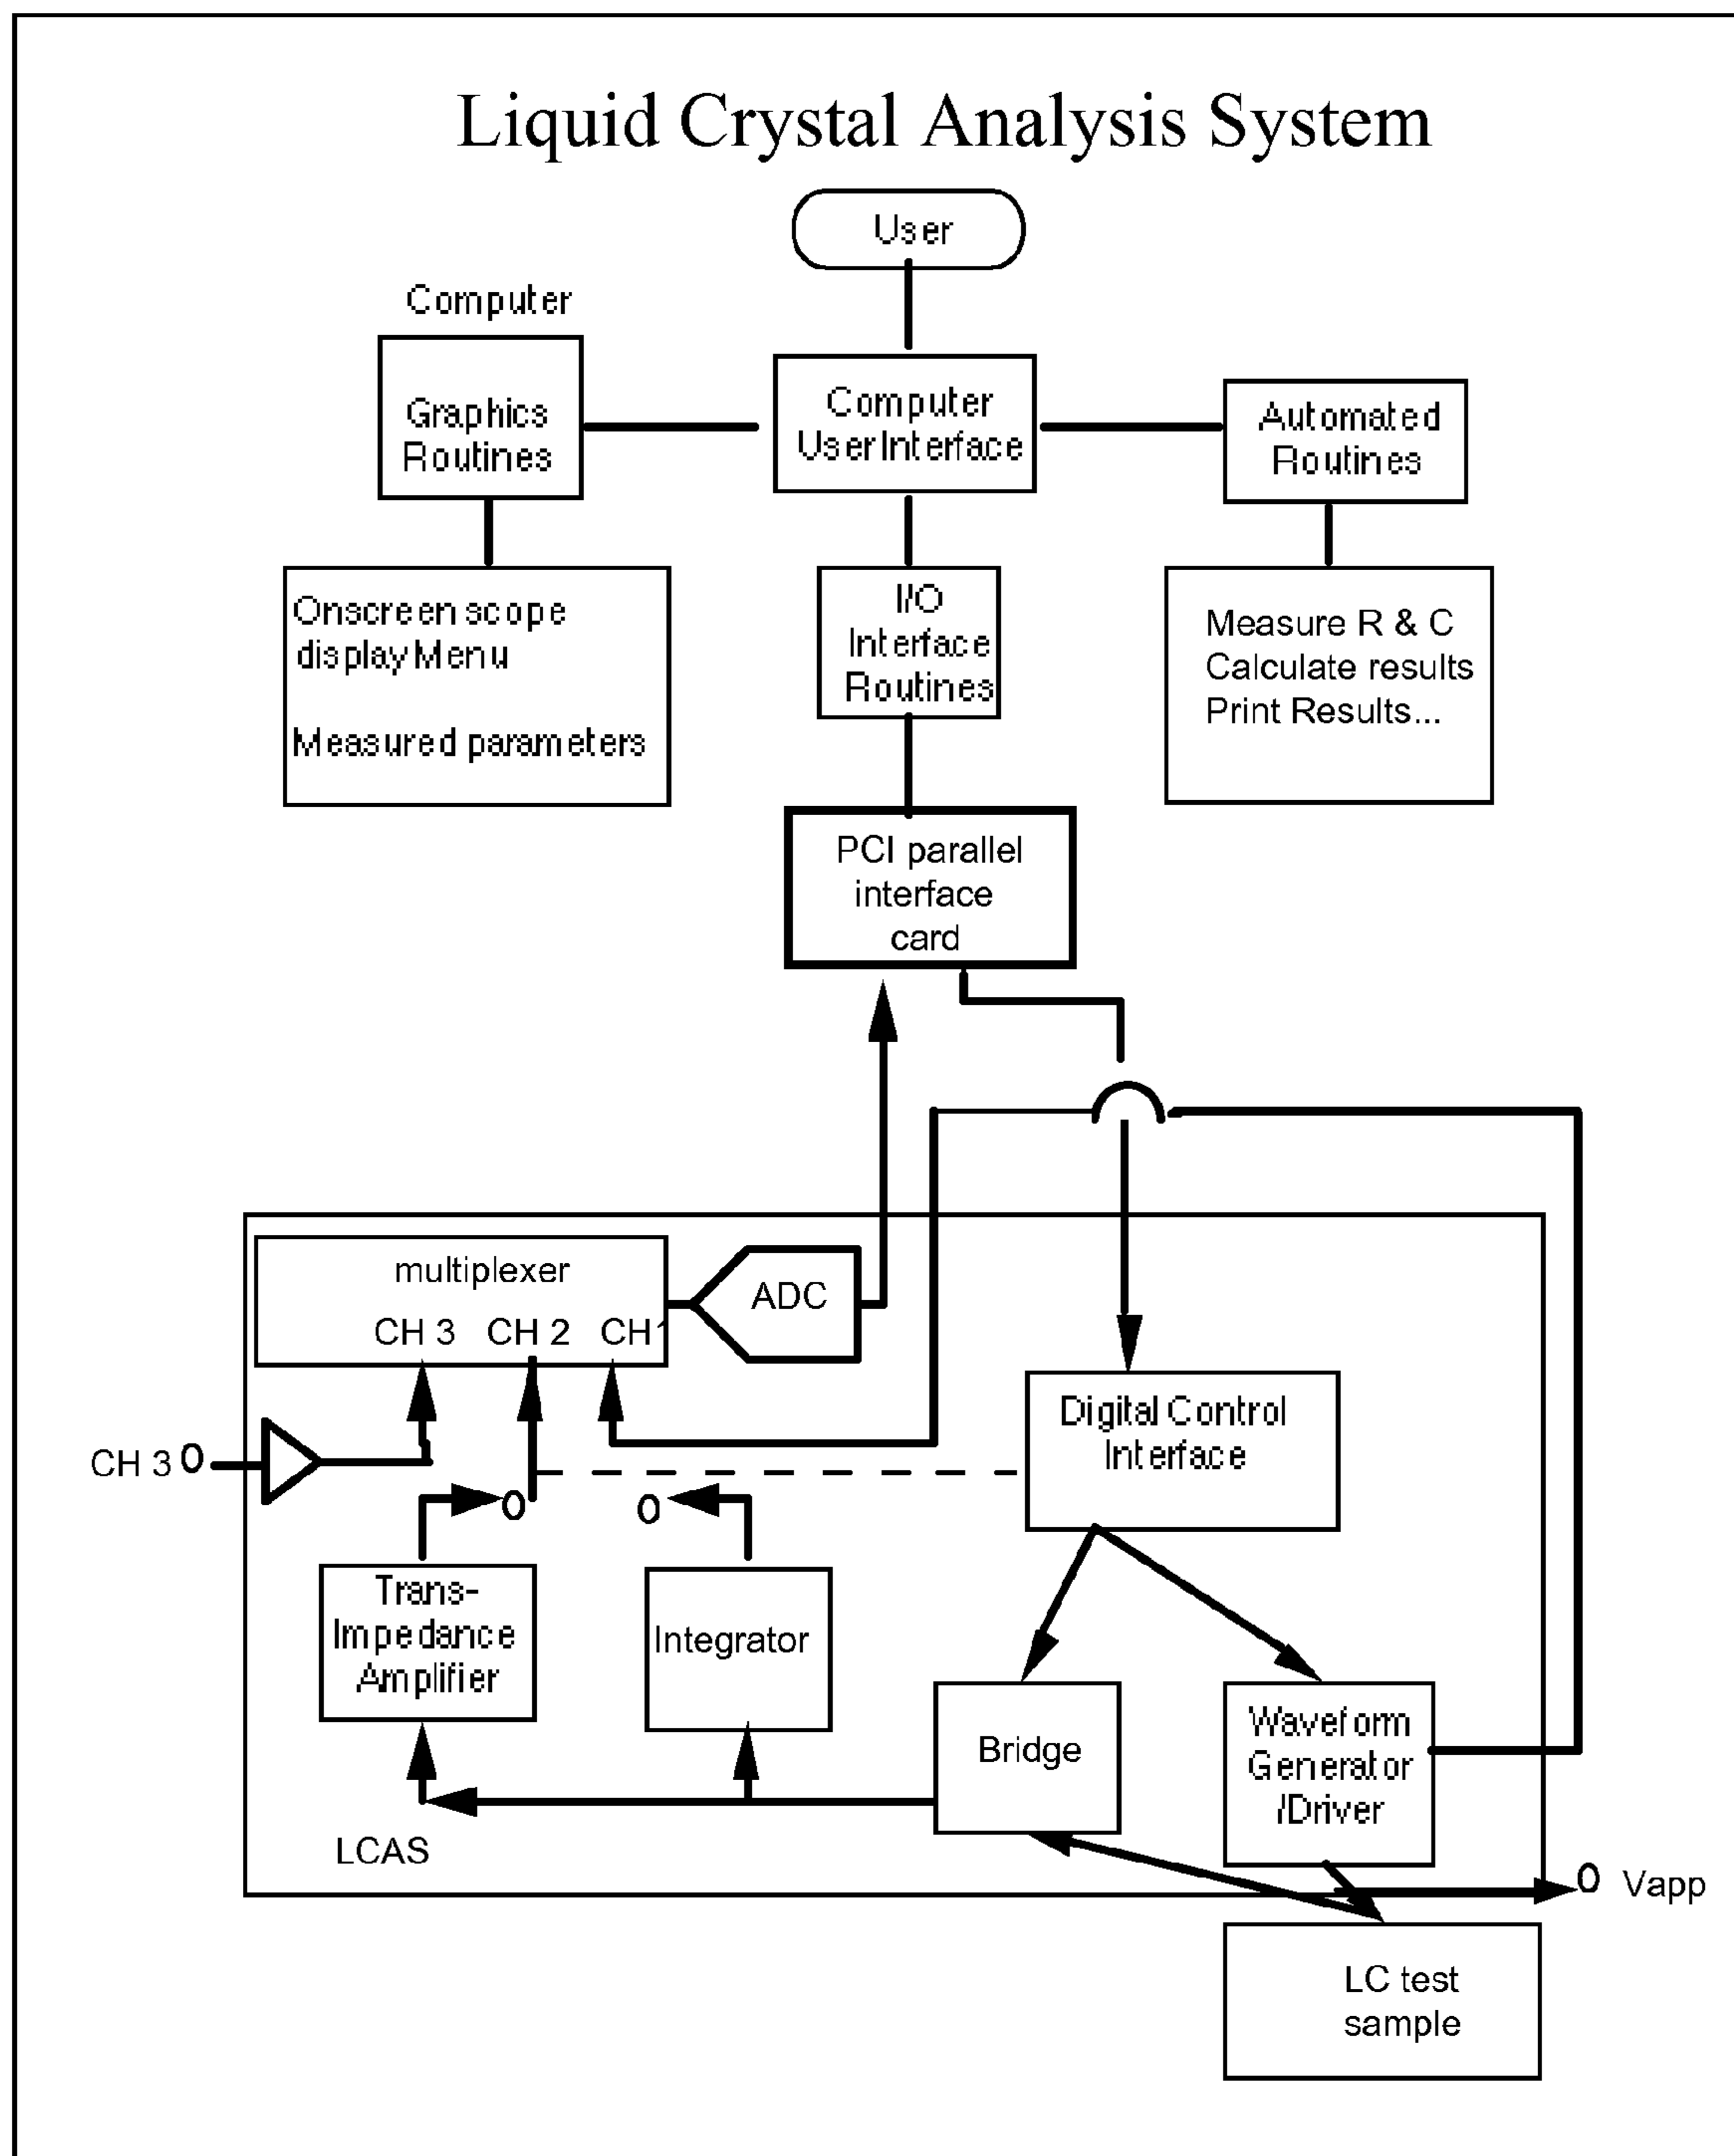 Liquid Crystal Analysis System
User
Computer
Graphics
Routines
Computer
User Interface
Automated
Routines
Onscreen scope
display Menu
Measured parameters
I/O
Interface
Routines
Measure R & C
Calculate results
Print Results...
PCI parallel
interface
card
multiplexer
CH 3 CH 2 CH 1
ADC
CH 3
Digital Control
Interface
Trans-
Impedance
Amplifier
Integrator
Bridge
Waveform
Generator
/Driver
LCAS
Vapp
LC test
sample